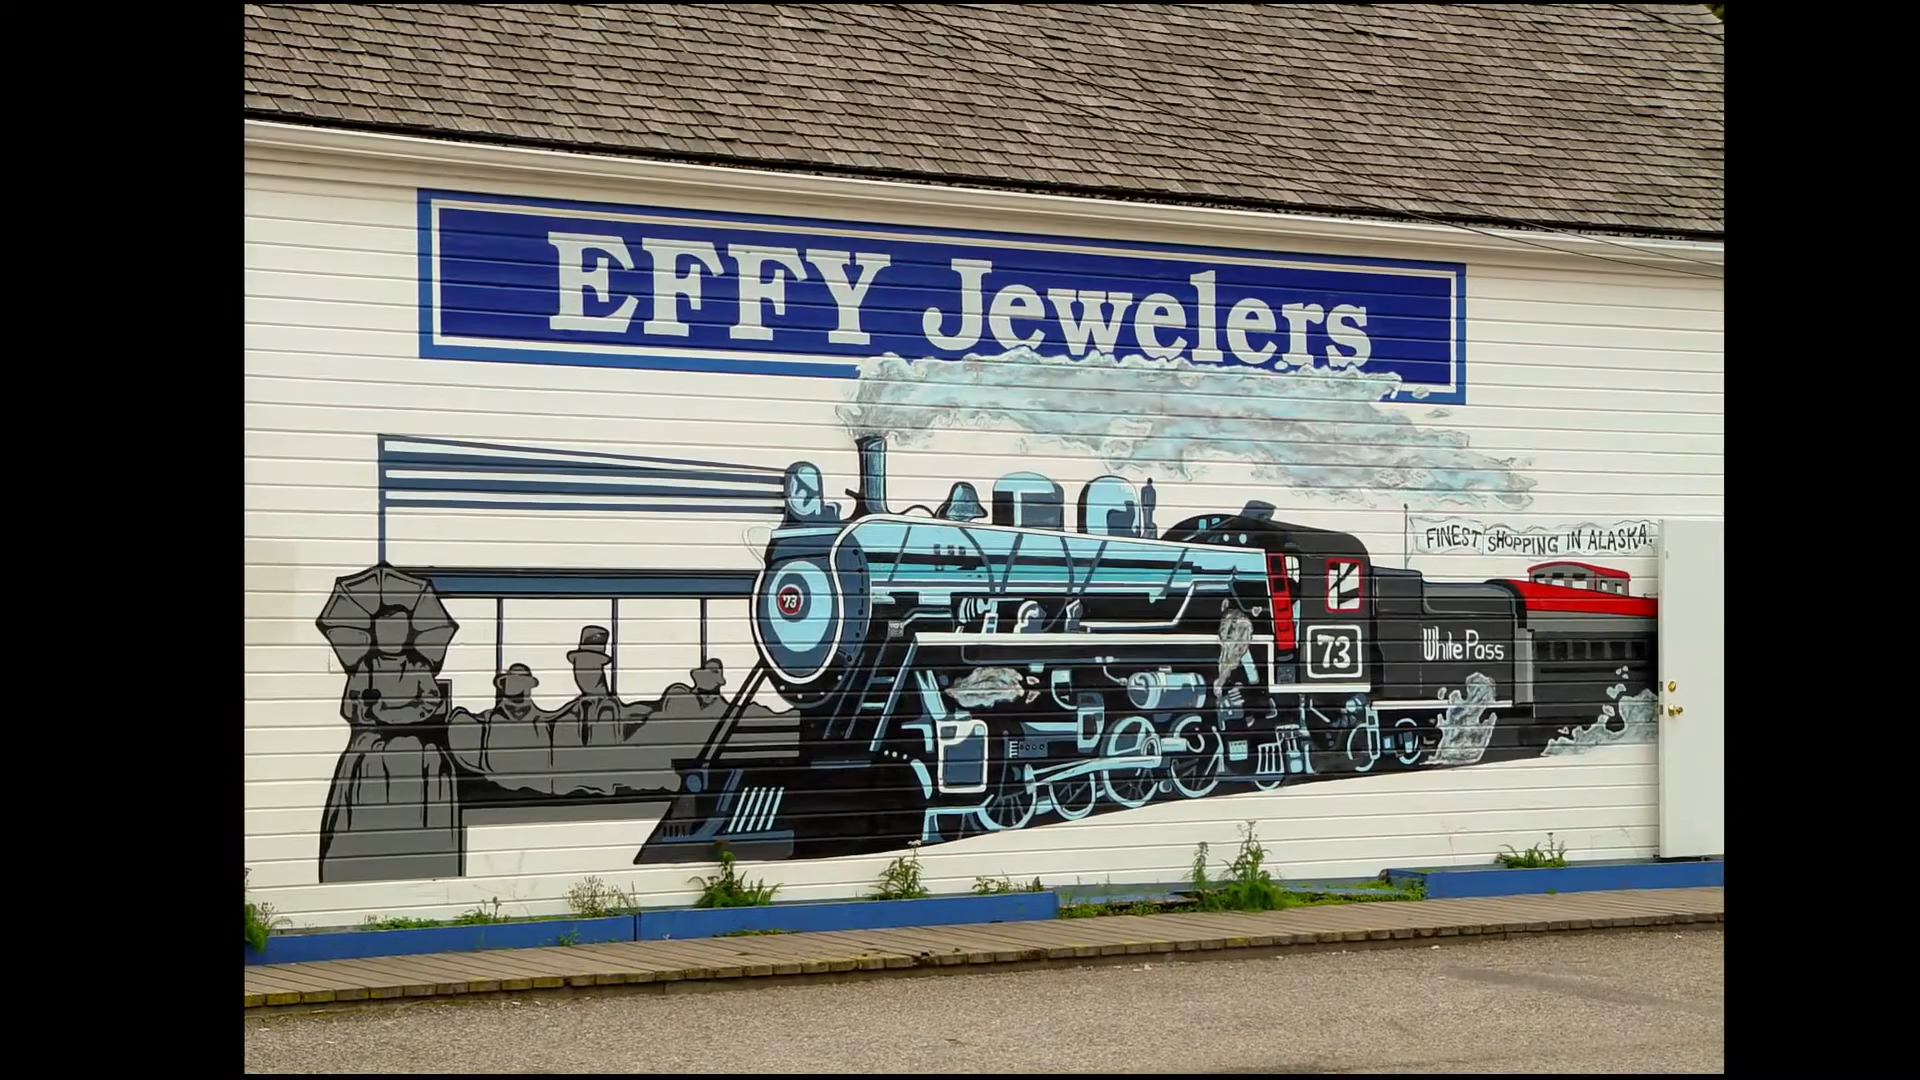 EFFY Jewelers
FINEST SHOPPING IN ALASKA.
73
73
White Pass